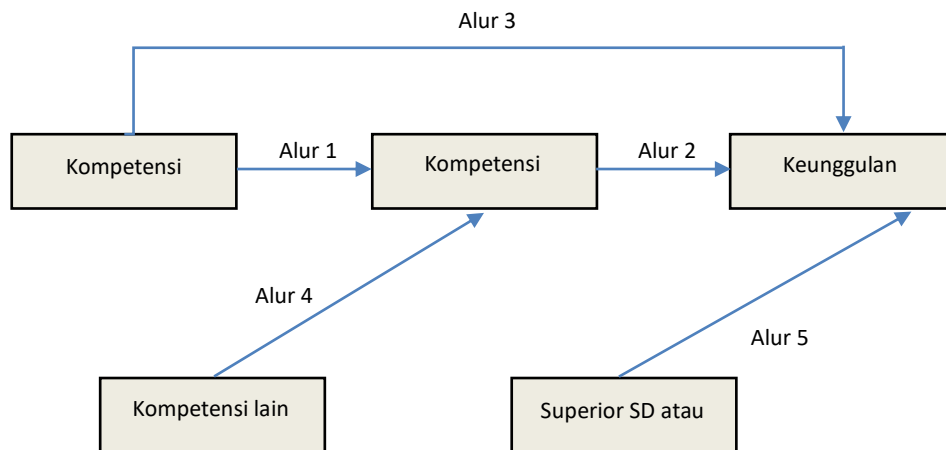 Alur 3
Kompetensi
Alur 1
Kompetensi
Alur 2
Keunggulan
Alur 4
Alur 5
Kompetensi lain
Superior SD atau